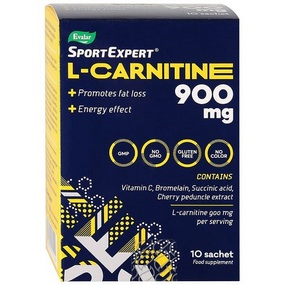 Evalar
SPORTEXPERT®
L-CARNITINE
+ Promotes fat loss
+ Energy effect
900
mg
GMP
NO GMO
GLUTEN FREE
NO COLOR
CONTAINS
Vitamin C, Bromelain, Succinic acid,
Cherry peduncle extract
L-carnitine 900 mg
per serving
10 sachet
Food supplement